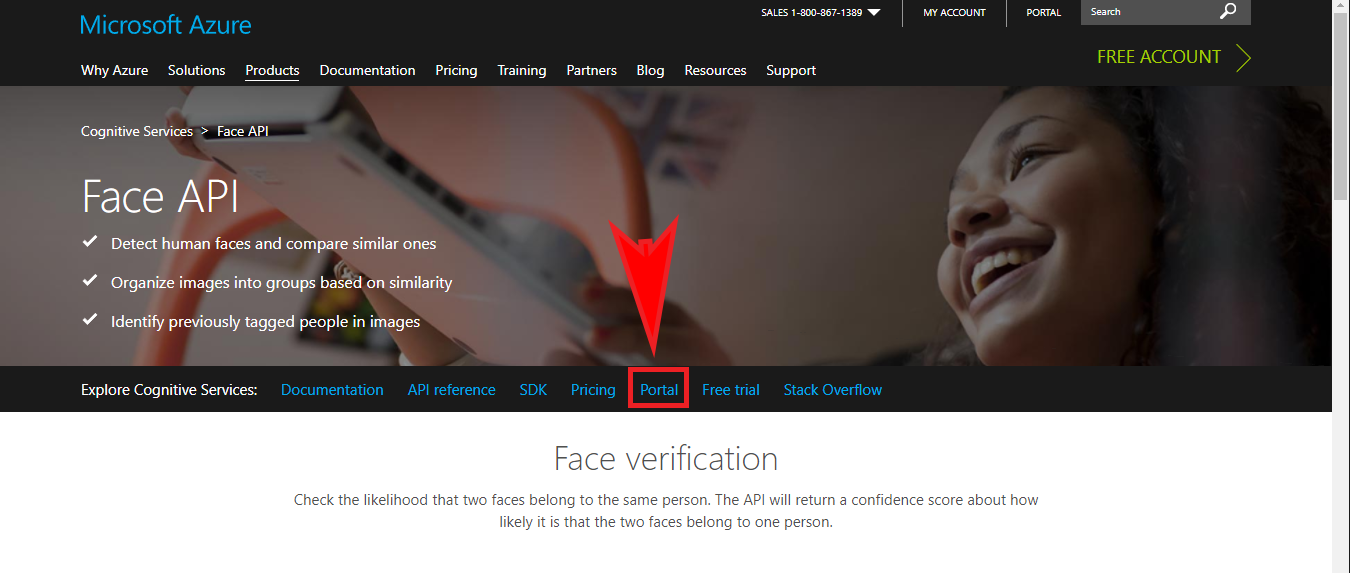 Microsoft Azure
SALES 1-800-867-1389
MY ACCOUNT
PORTAL
Search
Why Azure Solutions Products Documentation Pricing Training Partners Blog Resources Support
FREE ACCOUNT
Cognitive Services > Face API
Face API
Detect human faces and compare similar ones
Organize images into groups based on similarity
Identify previously tagged people in images
Explore Cognitive Services: Documentation API reference SDK Pricing Portal Free trial Stack Overflow
Face verification
Check the likelihood that two faces belong to the same person. The API will return a confidence score about how
likely it is that the two faces belong to one person.